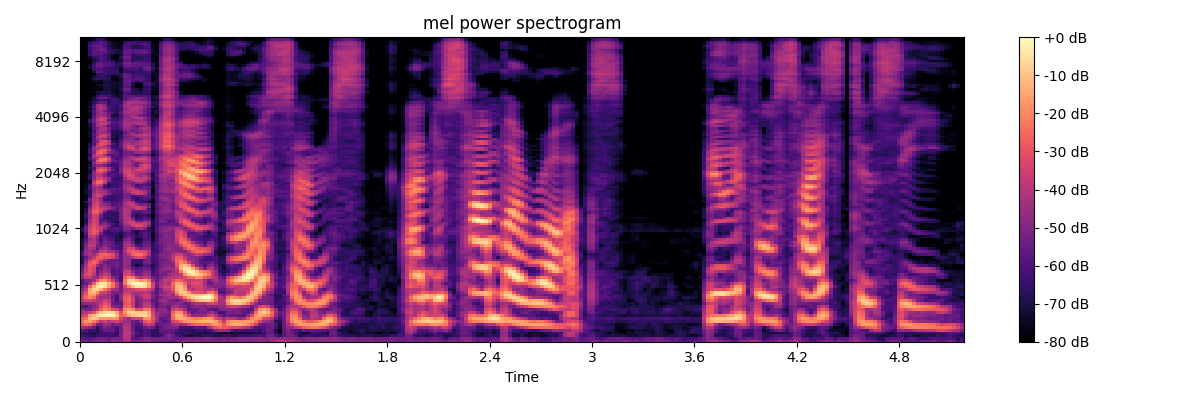 mel power spectrogram
Hz
8192
4096
2048
1024
512
0
0 0.6 1.2 1.8 2.4 3 3.6 4.2 4.8
Time
+0 dB
-10 dB
-20 dB
-30 dB
-40 dB
-50 dB
-60 dB
-70 dB
-80 dB